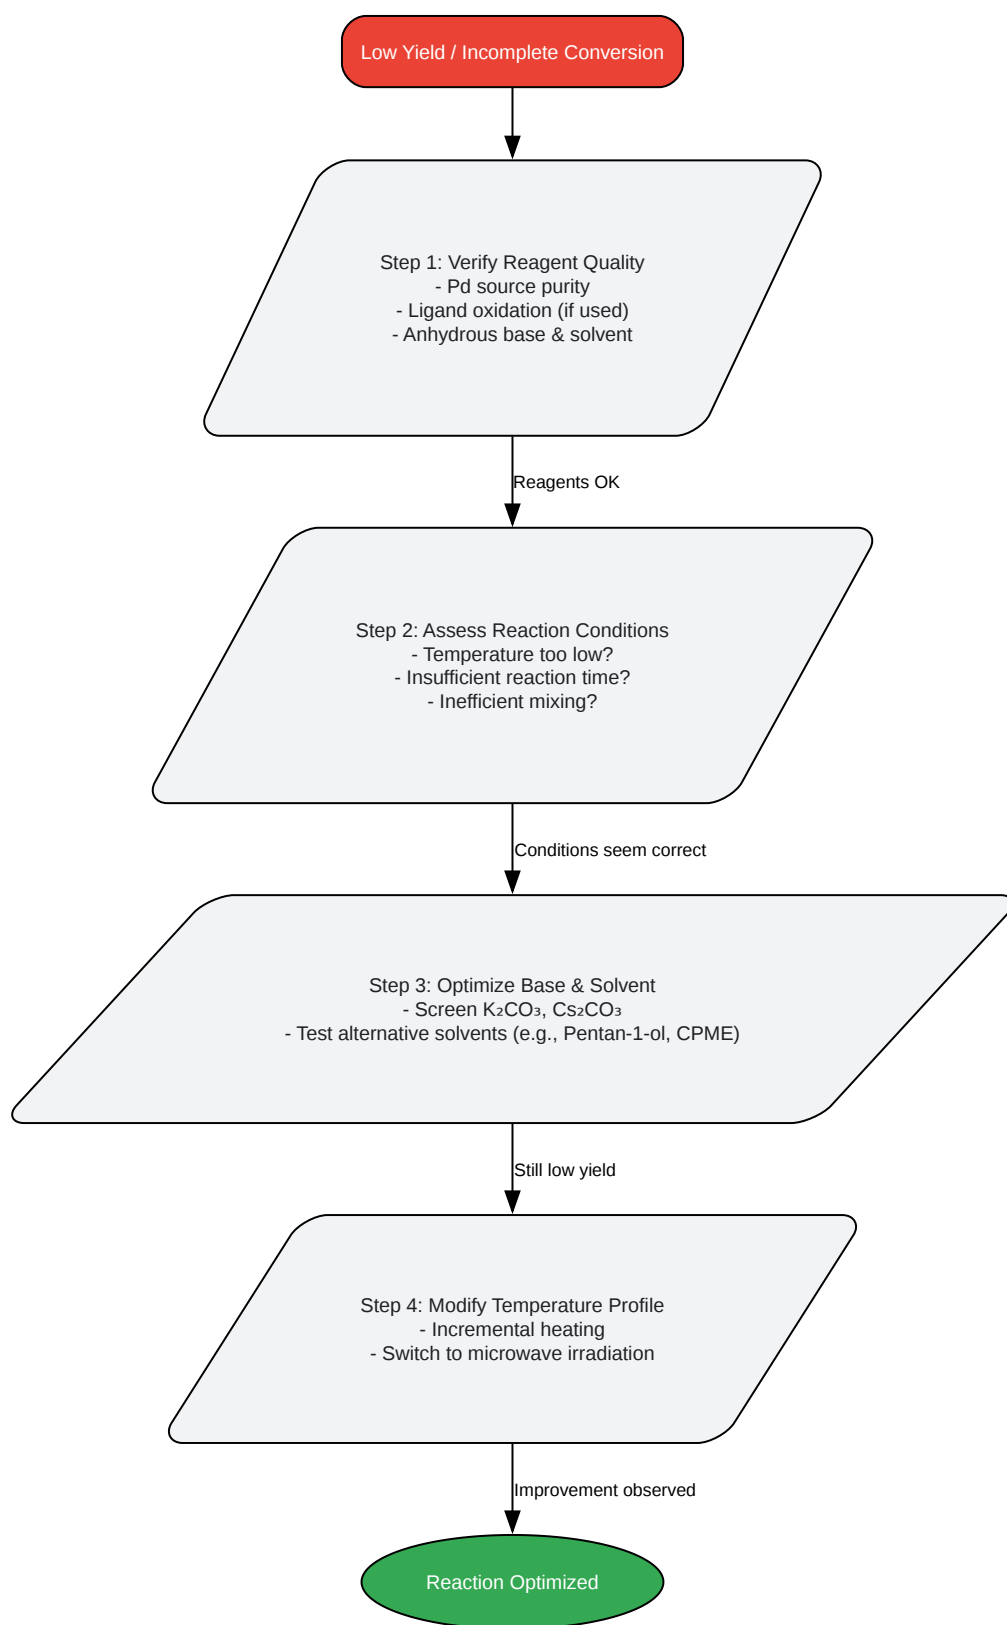 Low Yield / Incomplete Conversion
Step 1: Verify Reagent Quality
- Pd source purity
- Ligand oxidation (if used)
- Anhydrous base & solvent
Reagents OK
Step 2: Assess Reaction Conditions
- Temperature too low?
- Insufficient reaction time?
- Inefficient mixing?
Conditions seem correct
Step 3: Optimize Base & Solvent
- Screen K₂CO₃, Cs₂CO₃
- Test alternative solvents (e.g., Pentan-1-ol, CPME)
Still low yield
Step 4: Modify Temperature Profile
- Incremental heating
- Switch to microwave irradiation
Improvement observed
Reaction Optimized